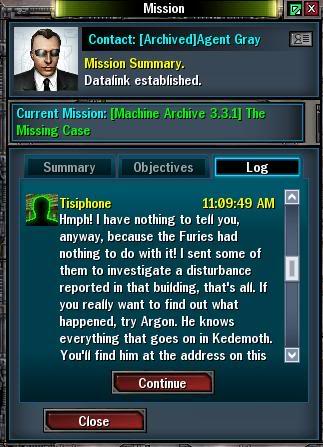 Mission
Contact: [Archived]Agent Gray
Mission Summary.
Datalink established.
Current Mission: [Machine Archive 3.3.1] The
Missing Case
Summary
Objectives
Log
Tisiphone 11:09:49 AM
Hmph! I have nothing to tell you,
anyway, because the Furies had
nothing to do with it! I sent some of
them to investigate a disturbance
reported in that building, that's all. If
you really want to find out what
happened, try Argon. He knows
everything that goes on in Kedemoth.
You'll find him at the address on this
Continue
Close